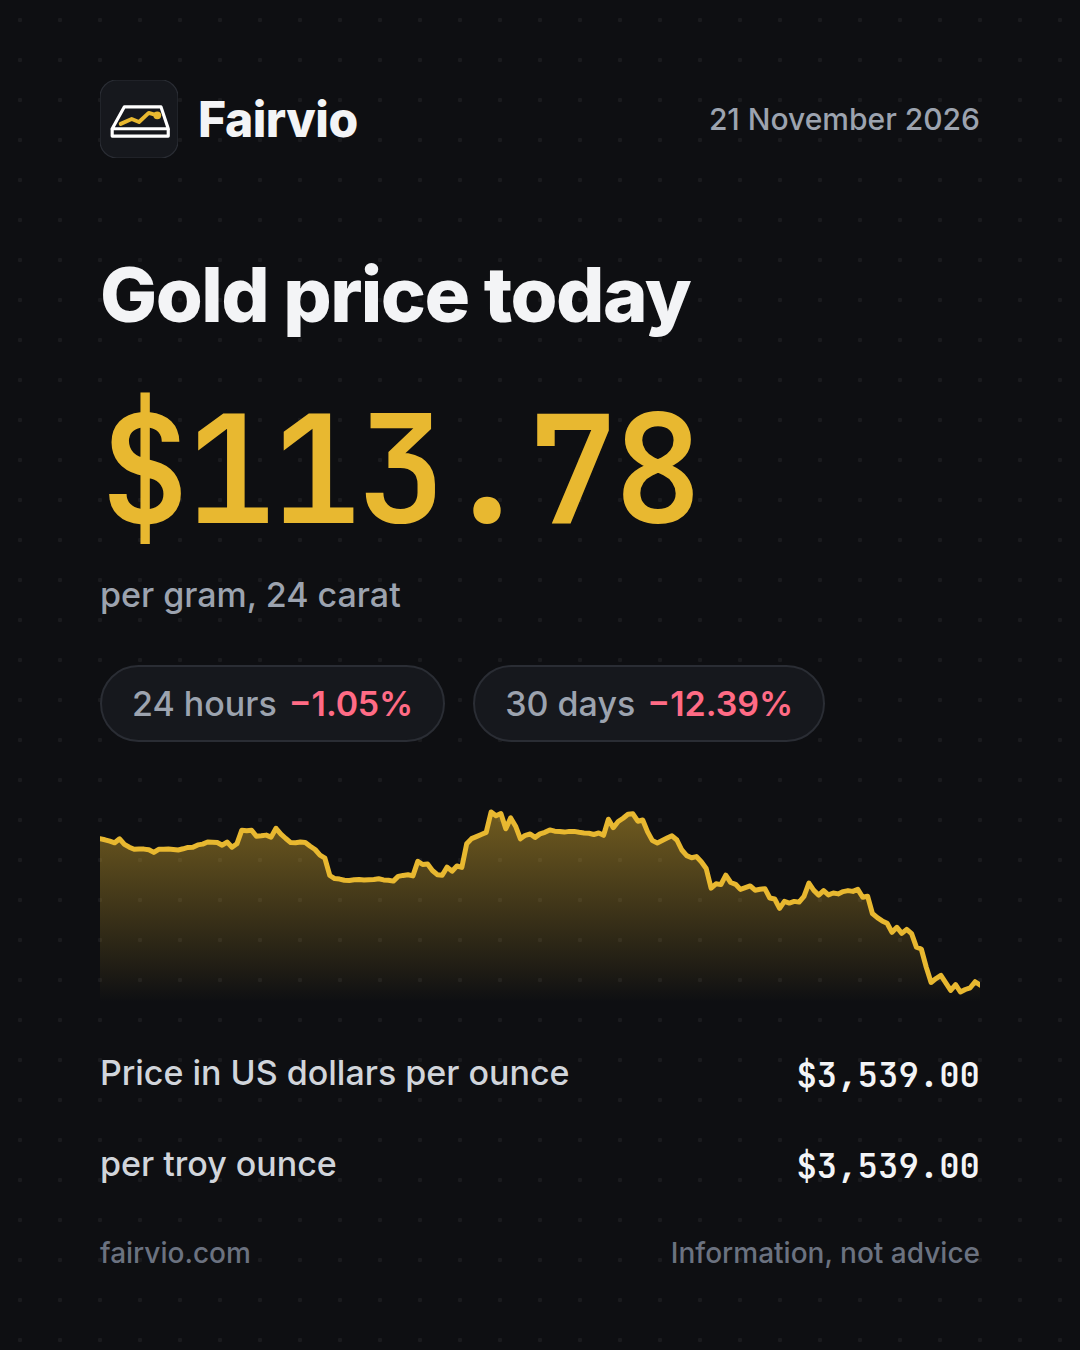 Fairvio
21 November 2026
Gold price today
$113.78
per gram, 24 carat
24 hours −1.05%
30 days −12.39%
Price in US dollars per ounce
$3,539.00
per troy ounce
$3,539.00
fairvio.com
Information, not advice